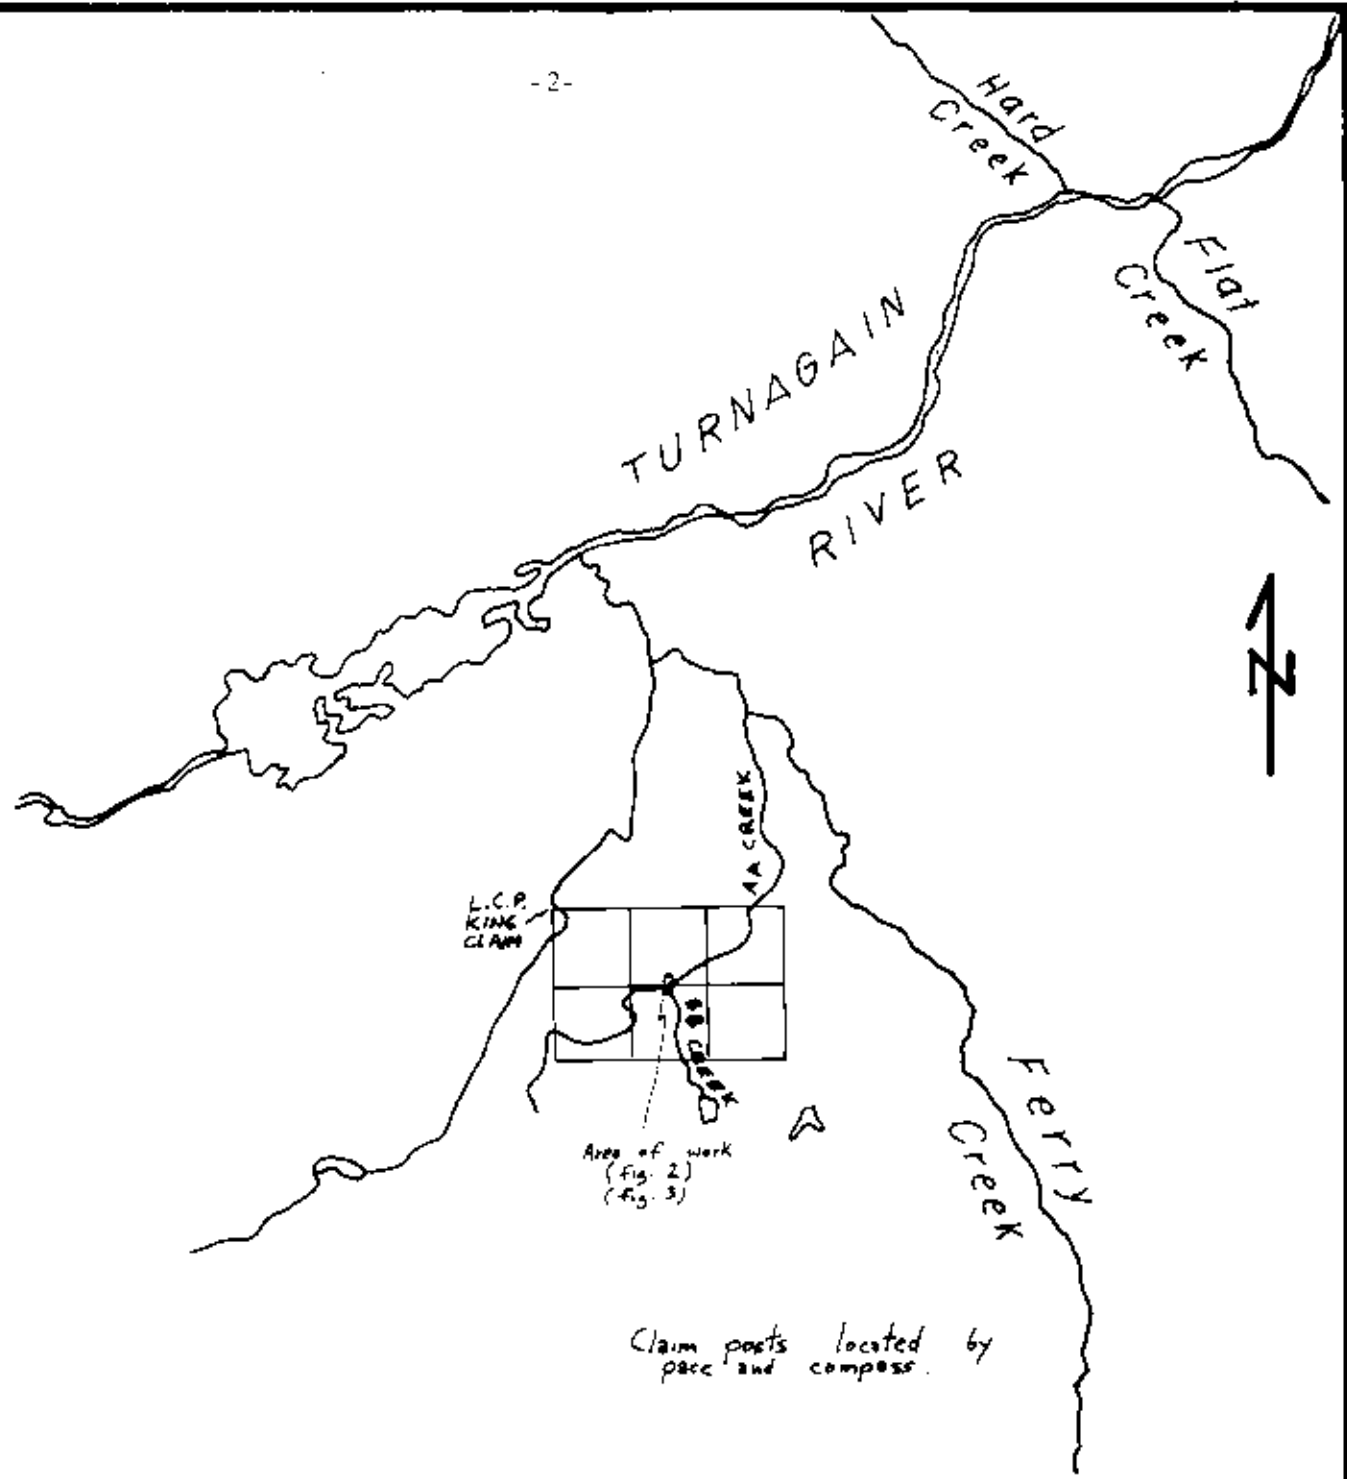 -2-
Hard
Creek
Flat
Creek
TURNAGAIN
RIVER
N
AA CREEK
L.C.P.
KING
CLAIM
BB CREEK
Area of work
(fig. 2)
(fig. 3)
Ferry
Creek
Claim posts located by
pace and compass.